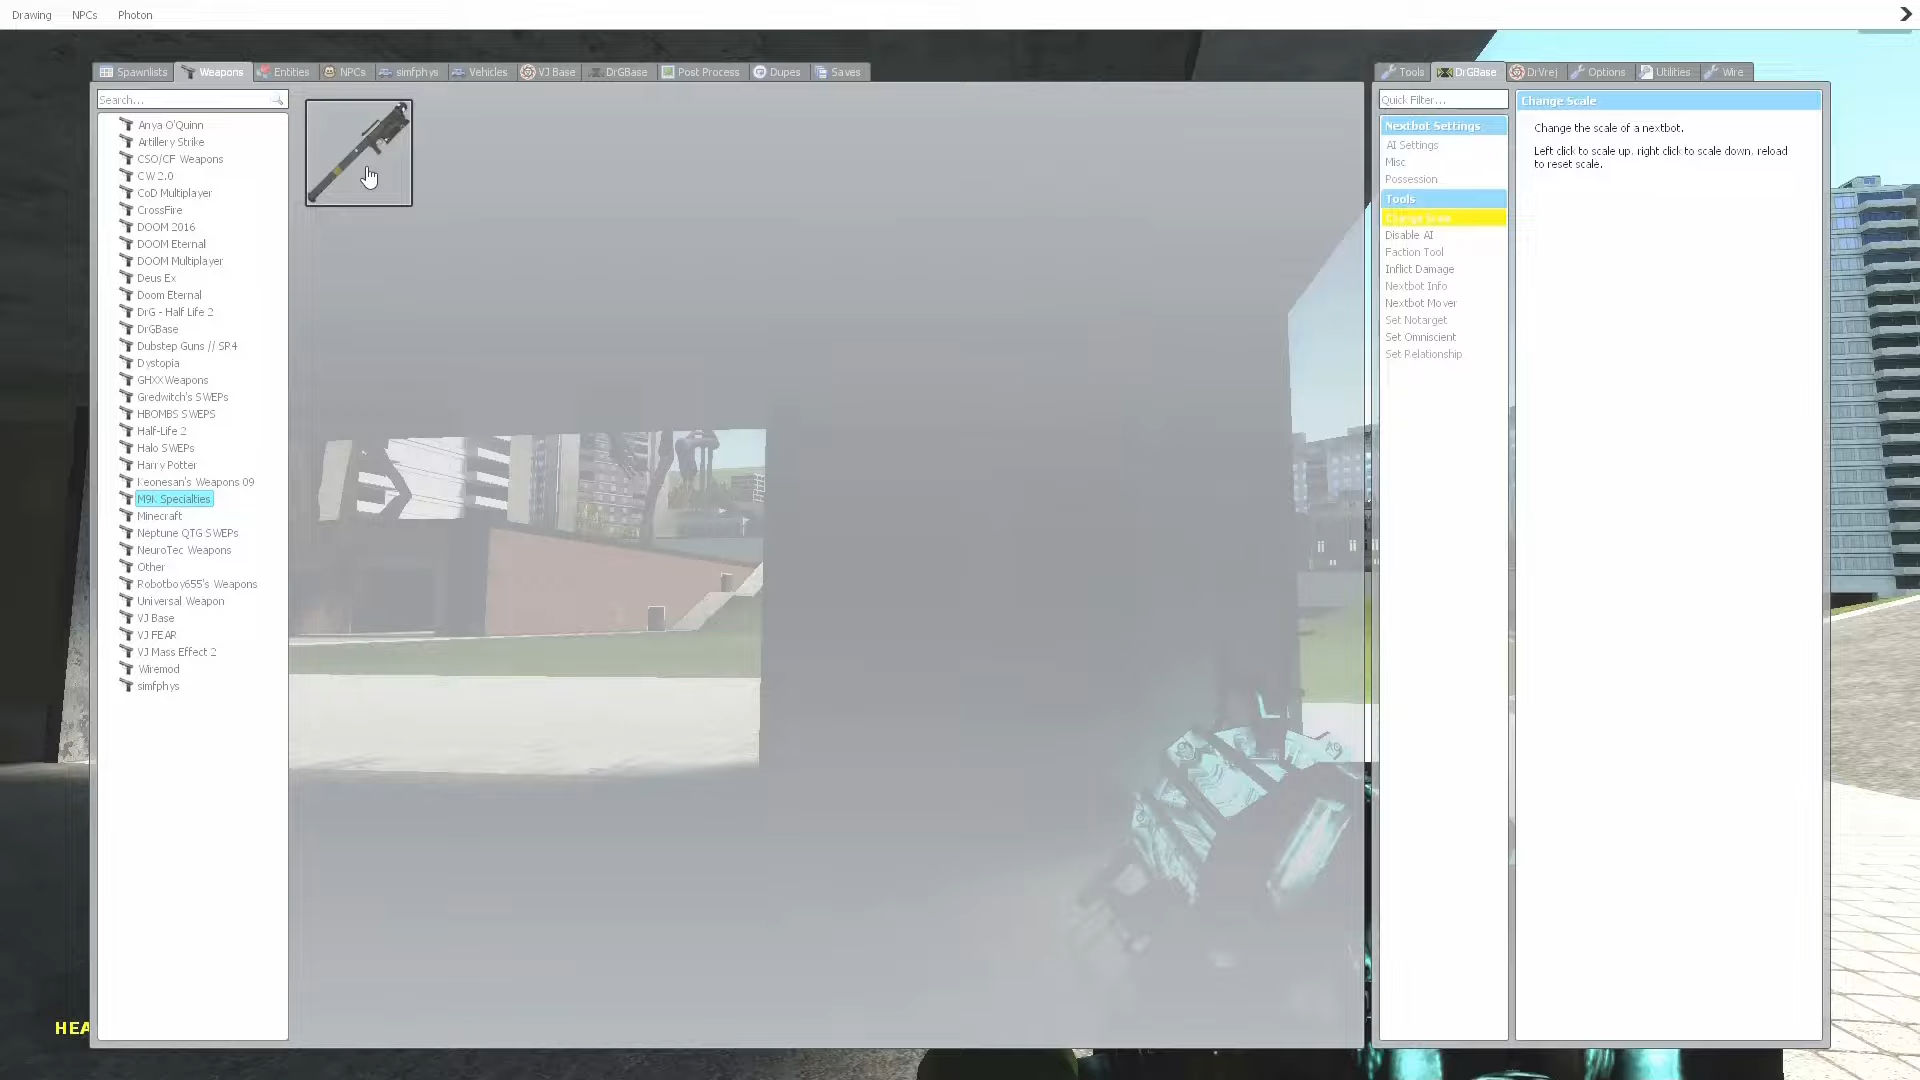 Drawing NPCs Photon
Spawnlists Weapons Entities NPCs simfphys Vehicles VJ Base DrGBase Post Process Dupes Saves
Search...
Anya O'Quinn
Artillery Strike
CSO/CF Weapons
CW 2.0
CoD Multiplayer
CrossFire
DOOM 2016
DOOM Eternal
DOOM Multiplayer
Deus Ex
Doom Eternal
DrG - Half Life 2
DrGBase
Dubstep Guns // SR4
Dystopia
GHXXWeapons
Gredwitch's SWEPs
HBOMBS SWEPS
Half-Life 2
Halo SWEPs
Harry Potter
Keonesan's Weapons 09
M9K Specialties
Minecraft
Neptune QTG SWEPs
NeuroTec Weapons
Other
Robotboy655's Weapons
Universal Weapon
VJ Base
VJ FEAR
VJ Mass Effect 2
Wiremod
simfphys
HEA
Tools DrGBase DrVrej Options Utilities Wire
Quick Filter...
Nextbot Settings
AI Settings
Misc
Possession
Tools
Change Scale
Disable AI
Faction Tool
Inflict Damage
Nextbot Info
Nextbot Mover
Set Notarget
Set Omniscient
Set Relationship
Change Scale
Change the scale of a nextbot.
Left click to scale up, right click to scale down, reload
to reset scale.